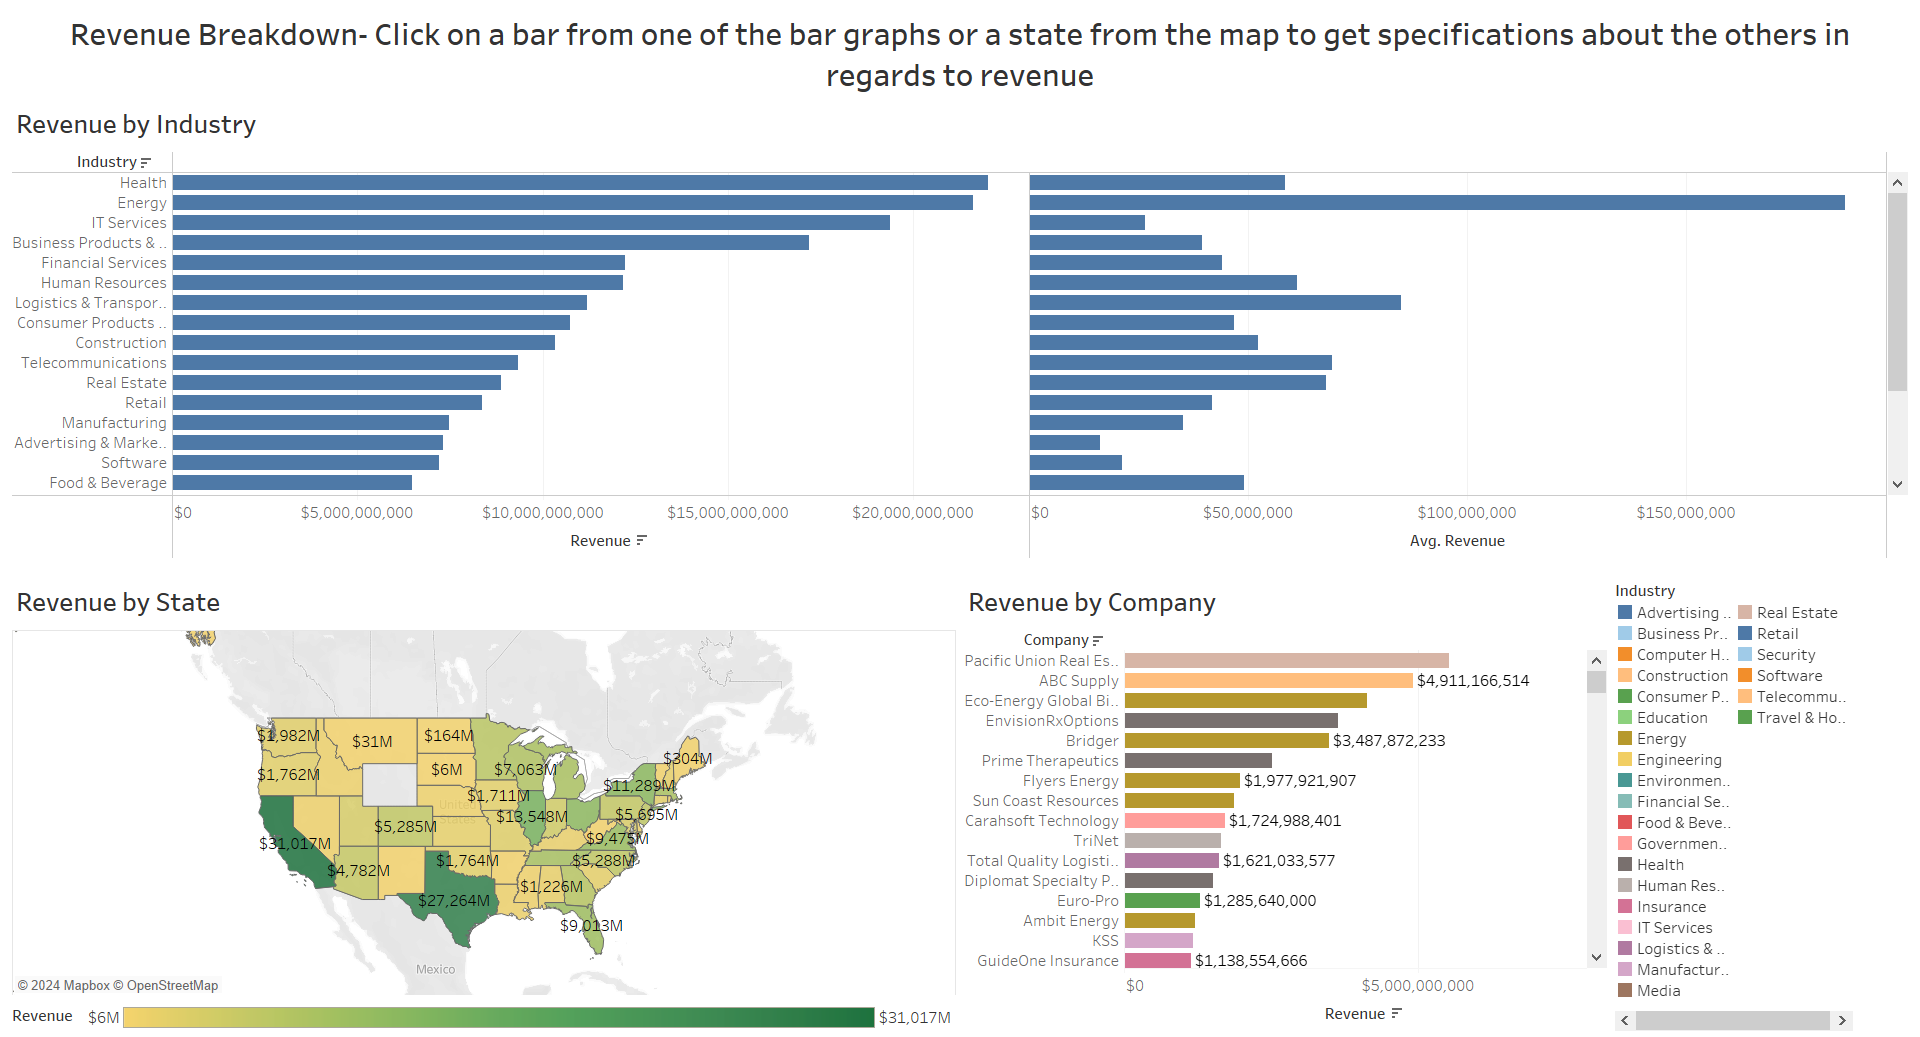 Revenue Breakdown- Click on a bar from one of the bar graphs or a state from the map to get specifications about the others in
regards to revenue
Revenue by Industry
Industry
Health
Energy
IT Services
Business Products & ..
Financial Services
Human Resources
Logistics & Transpor..
Consumer Products ..
Construction
Telecommunications
Real Estate
Retail
Manufacturing
Advertising & Marke..
Software
Food & Beverage
$0 $5,000,000,000 $10,000,000,000 $15,000,000,000 $20,000,000,000
Revenue
$0 $50,000,000 $100,000,000 $150,000,000
Avg. Revenue
Revenue by State
$1,762M
$31M
$164M
$6M
$7,063M
$304M
$11,289M
$1,711M
$13,548M
$5,695M
$9,475M
$5,285M
$31,017M
$4,782M
$1,764M
$5,288M
$1,226M
$27,264M
$9,013M
United
States
Mexico
© 2024 Mapbox © OpenStreetMap
Revenue $6M $31,017M
Revenue by Company
Company
Pacific Union Real Es..
ABC Supply $4,911,166,514
Eco-Energy Global Bi..
EnvisionRxOptions
Bridger $3,487,872,233
Prime Therapeutics
Flyers Energy $1,977,921,907
Sun Coast Resources
Carahsoft Technology $1,724,988,401
TriNet
Total Quality Logisti.. $1,621,033,577
Diplomat Specialty P..
Euro-Pro $1,285,640,000
Ambit Energy
KSS
GuideOne Insurance $1,138,554,666
$0 $5,000,000,000
Revenue
Industry
Advertising ..
Business Pr..
Computer H..
Construction
Consumer P..
Education
Energy
Engineering
Environmen..
Financial Se..
Food & Beve..
Governmen..
Health
Human Res..
Insurance
IT Services
Logistics & ..
Manufactur..
Media
Real Estate
Retail
Security
Software
Telecommu..
Travel & Ho..